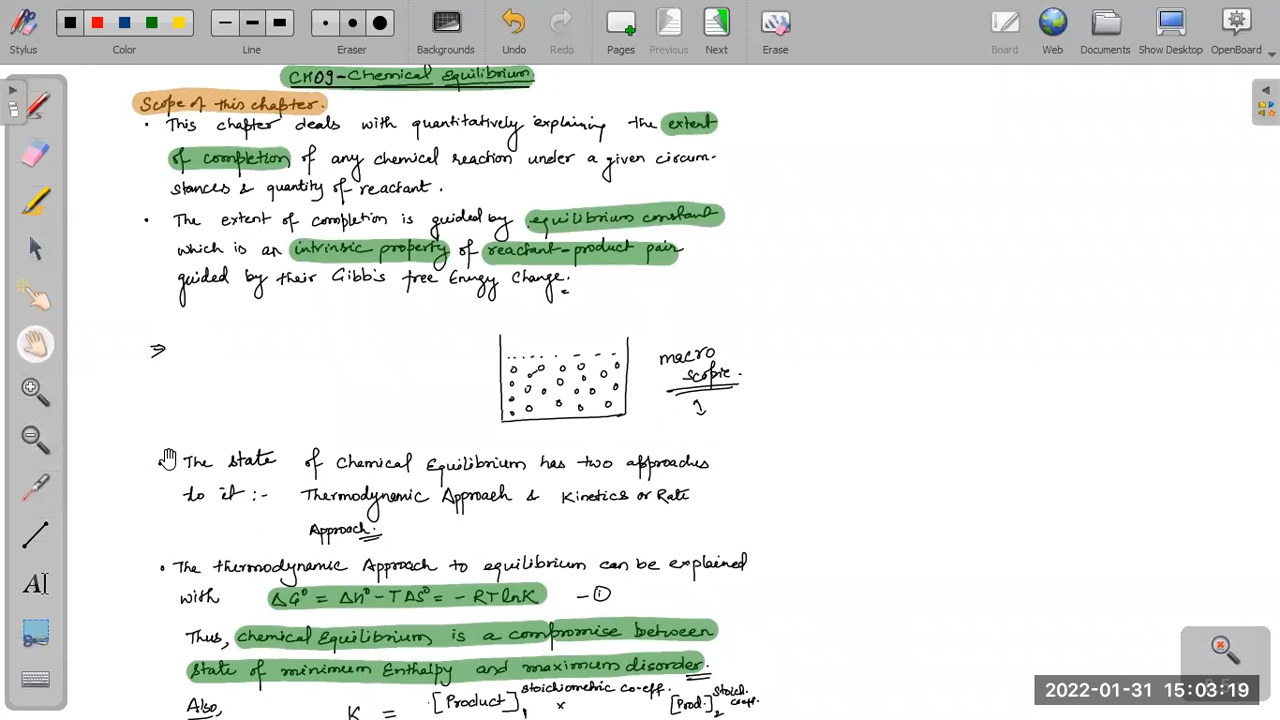 Stylus
Color
Line
Eraser
Backgrounds
Undo
Redo
Pages
Previous
Next
Erase
Board
Web
Documents
Show Desktop
OpenBoard
CH09-Chemical Equilibrium
Scope of this chapter.
• This chapter deals with quantitatively explaining the extent
of completion of any chemical reaction under a given circum-
stances & quantity of reactant.
• The extent of completion is guided by equilibrium constant
which is an intrinsic property of reactant-product pair
guided by their Gibb's free Energy Change.
⇒
macro
scopic.
The state of Chemical Equilibrium has two approaches
to it :- Thermodynamic Approach & Kinetics or Rate
Approach.
• The thermodynamic Approach to equilibrium can be explained
with ΔG° = ΔH° - TΔS° = - RT ln K - ①
Thus, chemical Equilibrium is a compromise between
state of minimum Enthalpy and maximum disorder.
Also,
K = [Product]₁ stoichiometric co-eff. × [Prod.]₂ stoich. coeff.
2022-01-31 15:03:19